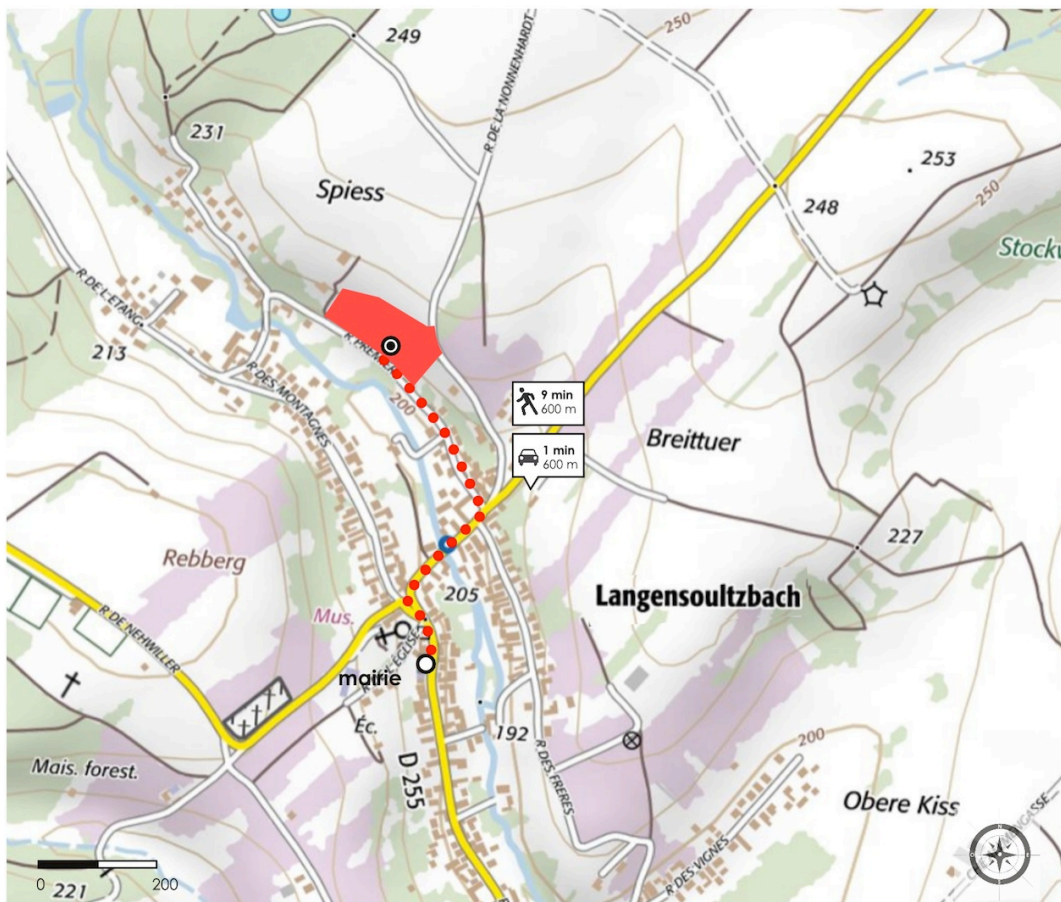 250
249
R. DE LA NONNENHARDT
231
253
Spiess
248
250
R. DE L'ETANG
213
R. DES MONTAGNES
200
9 min
600 m
1 min
600 m
Breittuer
227
Rebberg
205
Langensoultzbach
Mus.
R. DE NEHWILLER
mairie
Éc.
192
D 255
R. DES FRERES
200
Mais. forest.
Obere Kiss
R. DES VIGNES
0
200
221